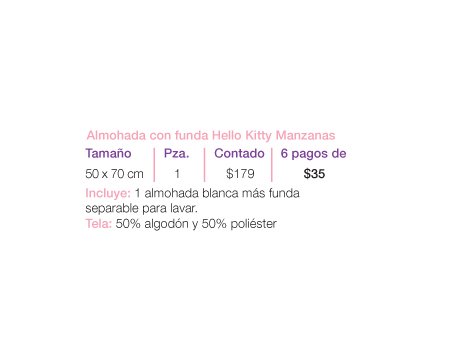 Almohada con funda Hello Kitty Manzanas
Tamaño Pza. Contado 6 pagos de
50 x 70 cm 1 $179 $35
Incluye: 1 almohada blanca más funda
separable para lavar.
Tela: 50% algodón y 50% poliéster